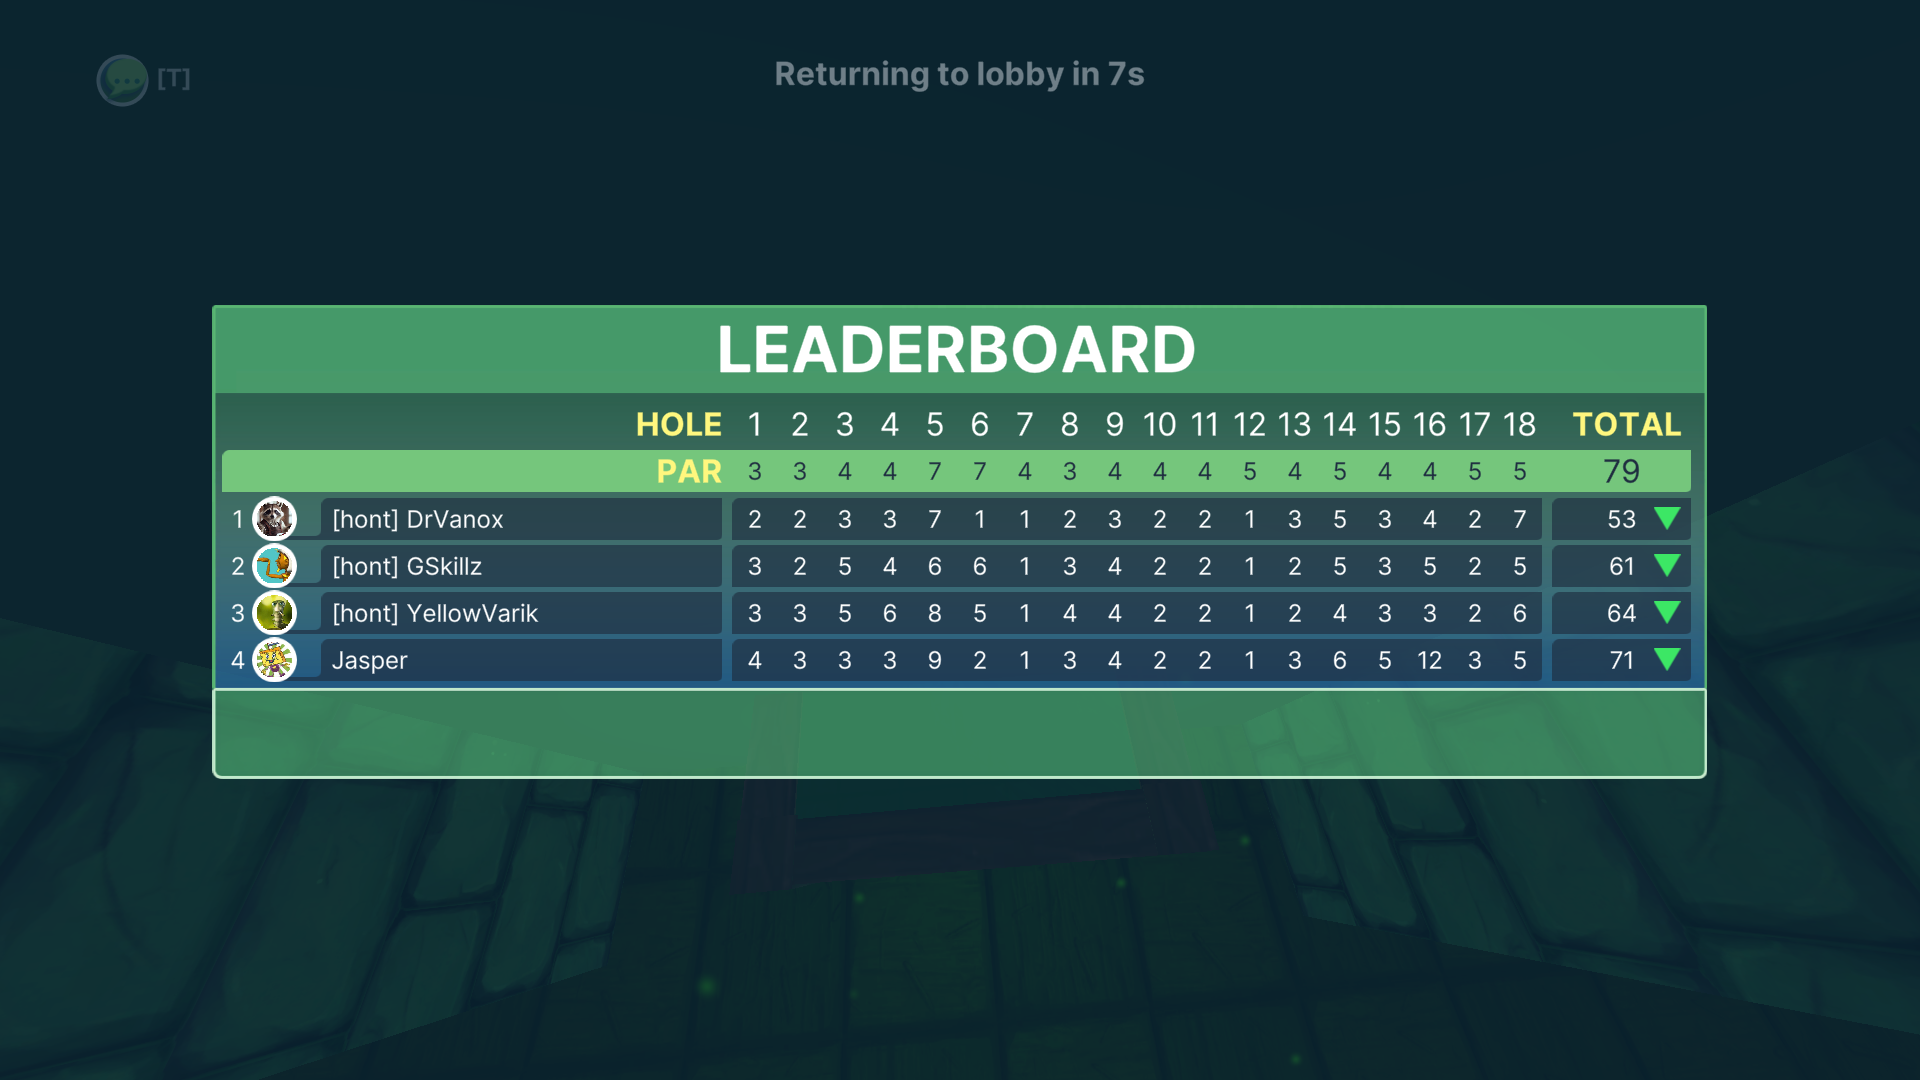 [T]
Returning to lobby in 7s
LEADERBOARD
HOLE 1 2 3 4 5 6 7 8 9 10 11 12 13 14 15 16 17 18 TOTAL
PAR 3 3 4 4 7 7 4 3 4 4 4 5 4 5 4 4 5 5 79
1 [hont] DrVanox 2 2 3 3 7 1 1 2 3 2 2 1 3 5 3 4 2 7 53
2 [hont] GSkillz 3 2 5 4 6 6 1 3 4 2 2 1 2 5 3 5 2 5 61
3 [hont] YellowVarik 3 3 5 6 8 5 1 4 4 2 2 1 2 4 3 3 2 6 64
4 Jasper 4 3 3 3 9 2 1 3 4 2 2 1 3 6 5 12 3 5 71